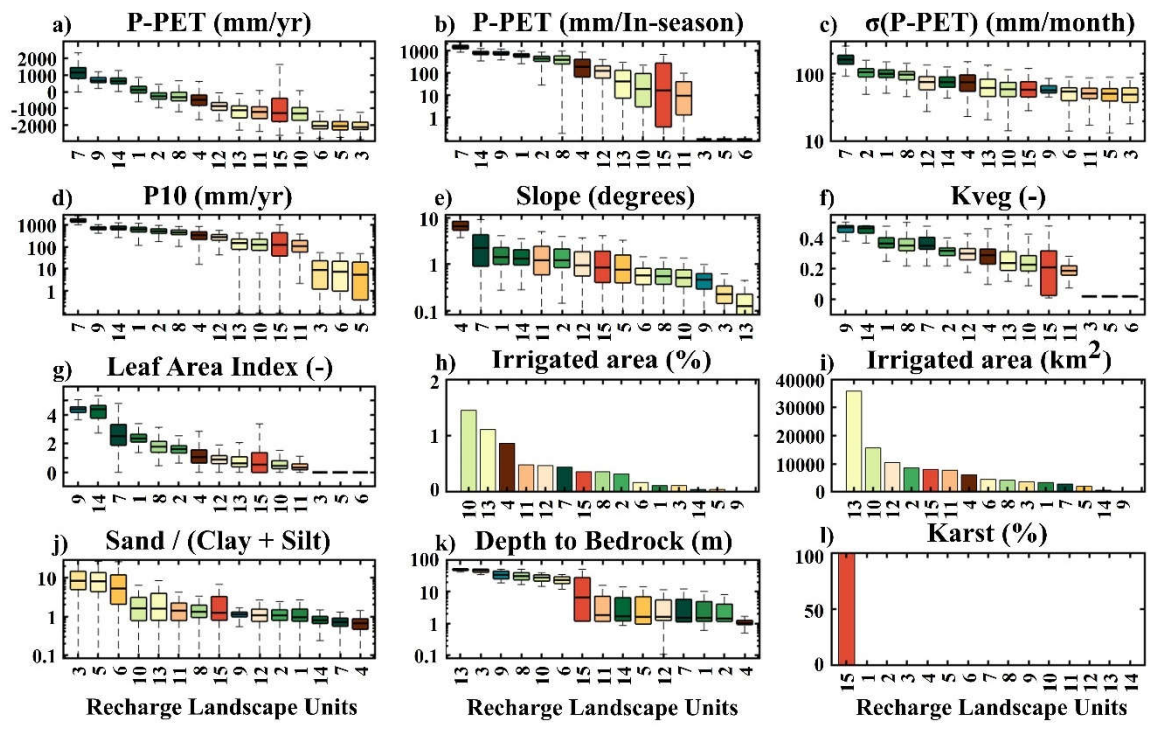 a) P-PET (mm/yr)
2000
1000
0
-1000
-2000
7 9 14 1 2 8 4 12 13 11 15 10 6 5 3
b) P-PET (mm/In-season)
1000
100
10
1
7 14 9 1 2 8 4 12 13 10 15 11 3 5 6
c) σ(P-PET) (mm/month)
100
10
7 2 1 8 12 14 4 13 10 15 9 6 11 5 3
d) P10 (mm/yr)
1000
100
10
1
7 9 14 1 2 8 4 12 13 10 15 11 3 6 5
e) Slope (degrees)
10
1
0.1
4 7 1 14 11 2 12 15 5 6 8 10 9 3 13
f) Kveg (-)
0.4
0.2
0
9 14 1 8 7 2 12 4 13 10 15 11 3 5 6
g) Leaf Area Index (-)
4
2
0
9 14 7 1 8 2 4 12 13 15 10 11 3 5 6
h) Irrigated area (%)
2
1
0
10 13 4 11 12 7 15 8 2 6 1 3 14 5 9
i) Irrigated area (km²)
40000
30000
20000
10000
0
13 10 12 2 15 11 4 6 8 3 1 7 5 14 9
j) Sand / (Clay + Silt)
10
1
0.1
3 5 6 10 13 11 8 15 9 12 2 1 14 7 4
Recharge Landscape Units
k) Depth to Bedrock (m)
100
10
1
0.1
13 3 9 8 10 6 15 11 14 5 12 7 1 2 4
Recharge Landscape Units
l) Karst (%)
100
50
0
15 1 2 3 4 5 6 7 8 9 10 11 12 13 14
Recharge Landscape Units